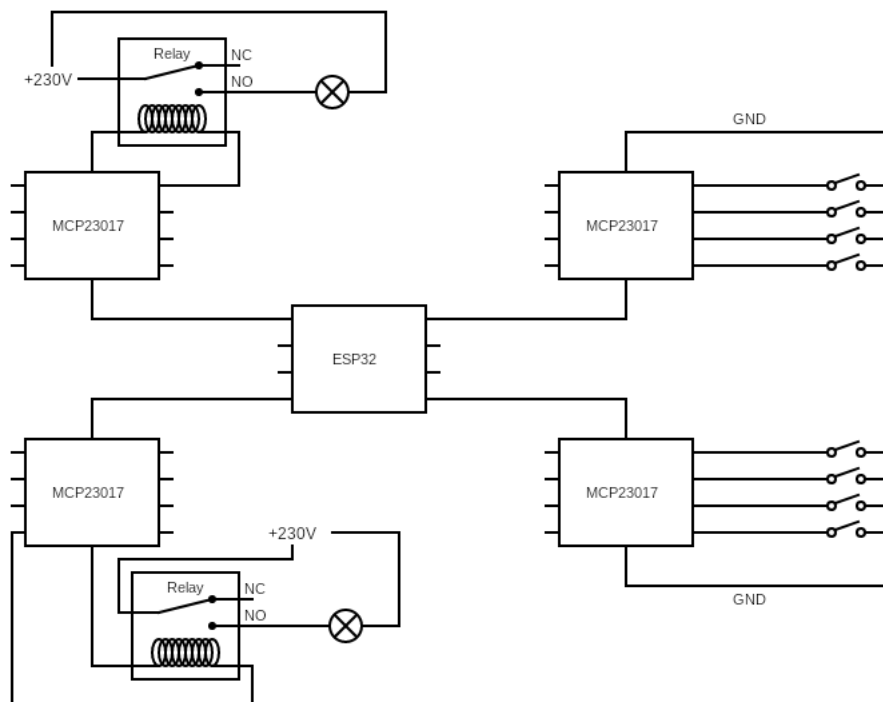 Relay
NC
+230V
NO
GND
MCP23017
MCP23017
ESP32
MCP23017
MCP23017
+230V
Relay
NC
NO
GND